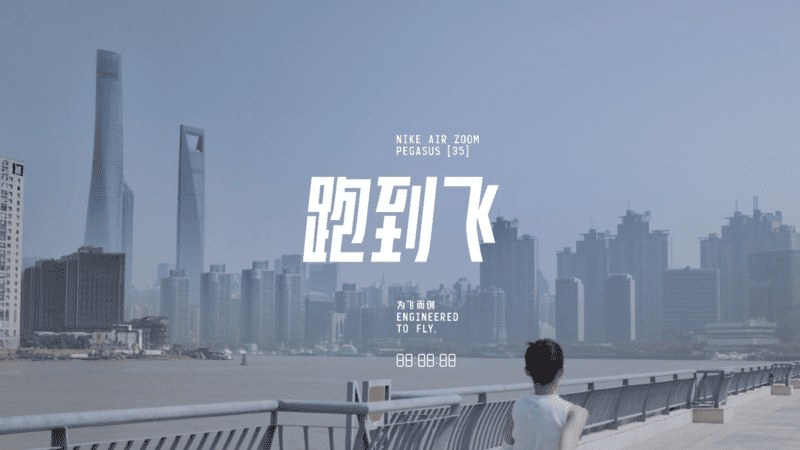 NIKE AIR ZOOM
PEGASUS [35]
跑到飞
为飞而创
ENGINEERED
TO FLY.
88:88:88